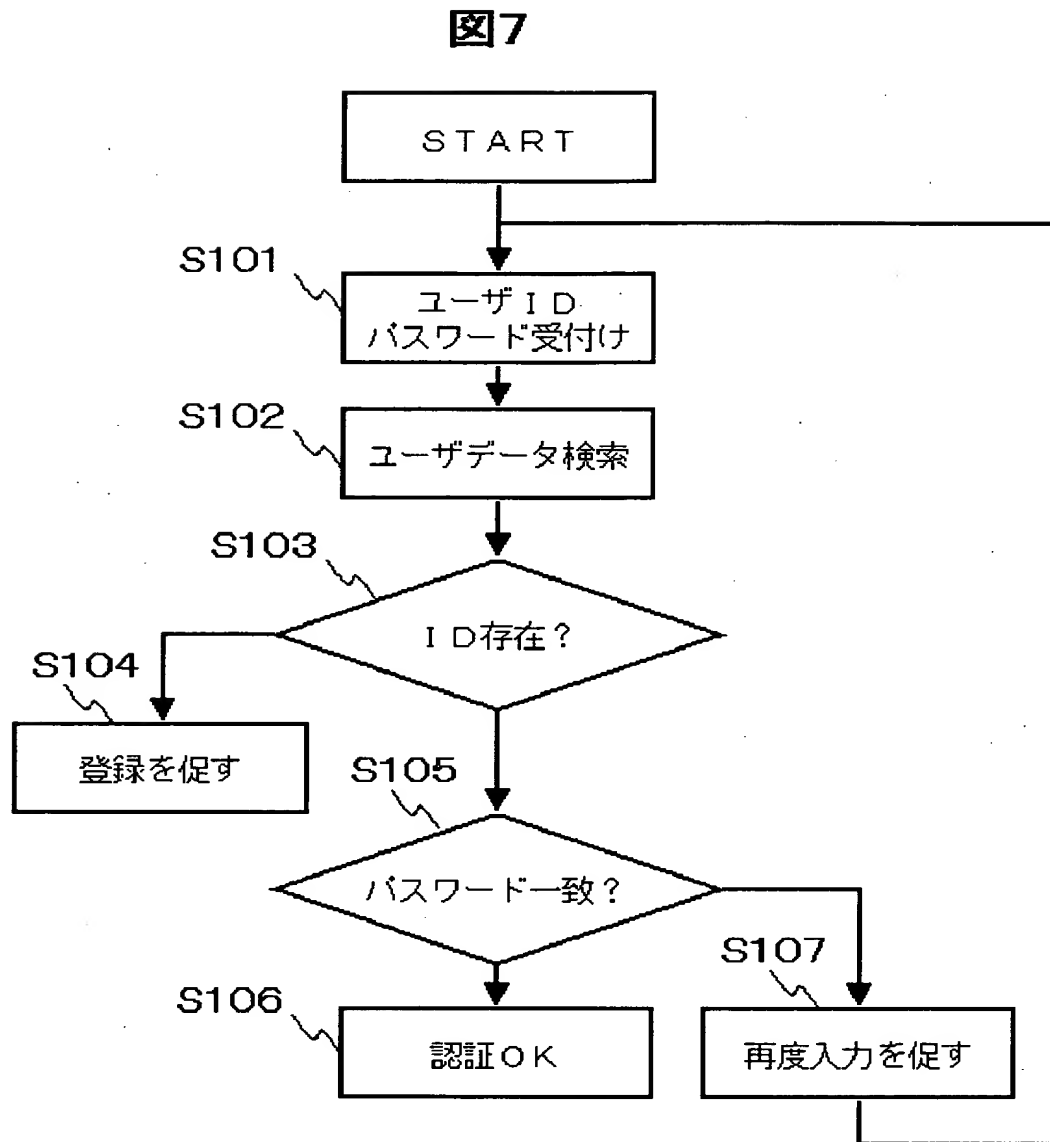 図7
START
S101
ユーザID
パスワード受付け
S102
ユーザデータ検索
S103
ID存在?
S104
登録を促す
S105
パスワード一致?
S106
認証OK
S107
再度入力を促す